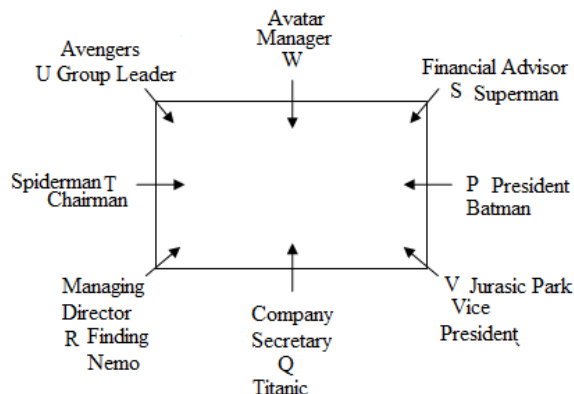 Avatar
Manager
W
Avengers
U Group Leader
Financial Advisor
S Superman
Spiderman T
Chairman
P President
Batman
Managing
Director
R Finding
Nemo
Company
Secretary
Q
Titanic
V Jurasic Park
Vice
President